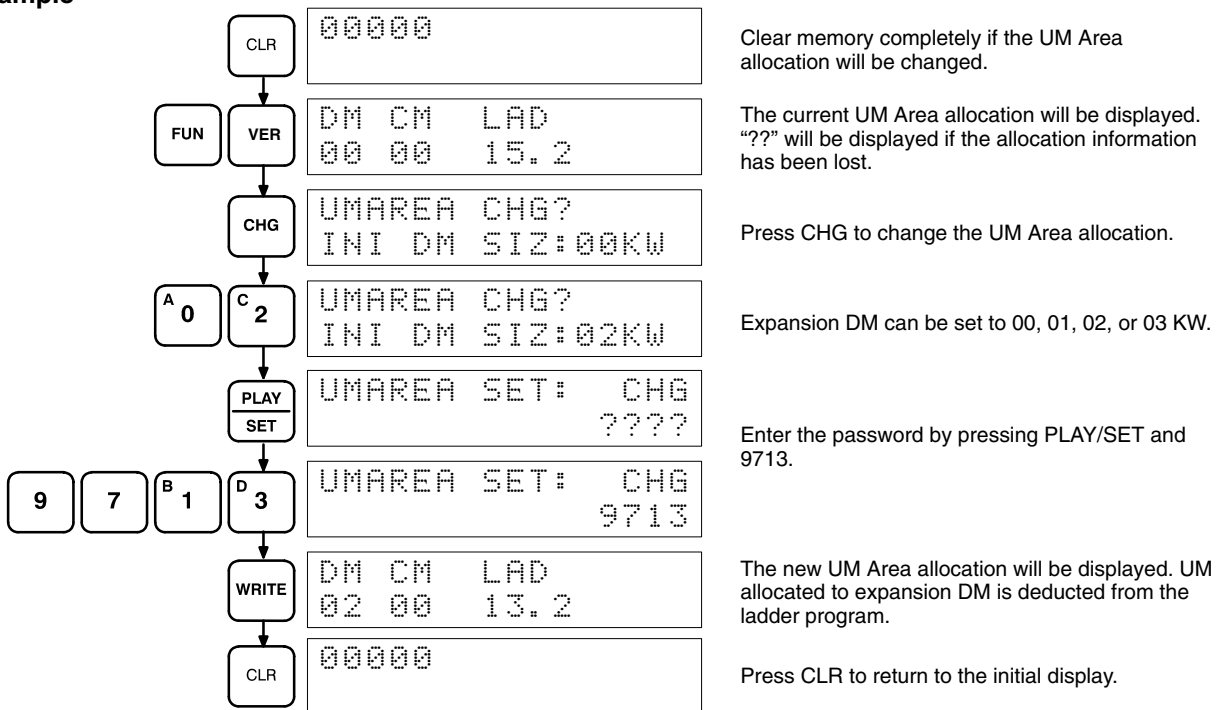 CLR
00000
Clear memory completely if the UM Area
allocation will be changed.
FUN VER
DM CM LAD
00 00 15.2
The current UM Area allocation will be displayed.
“??” will be displayed if the allocation information
has been lost.
CHG
UMAREA CHG?
INI DM SIZ:00KW
Press CHG to change the UM Area allocation.
A 0 C 2
UMAREA CHG?
INI DM SIZ:02KW
Expansion DM can be set to 00, 01, 02, or 03 KW.
PLAY
SET
UMAREA SET: CHG
????
Enter the password by pressing PLAY/SET and
9713.
9 7 B 1 D 3
UMAREA SET: CHG
9713
WRITE
DM CM LAD
02 00 13.2
The new UM Area allocation will be displayed. UM
allocated to expansion DM is deducted from the
ladder program.
CLR
00000
Press CLR to return to the initial display.